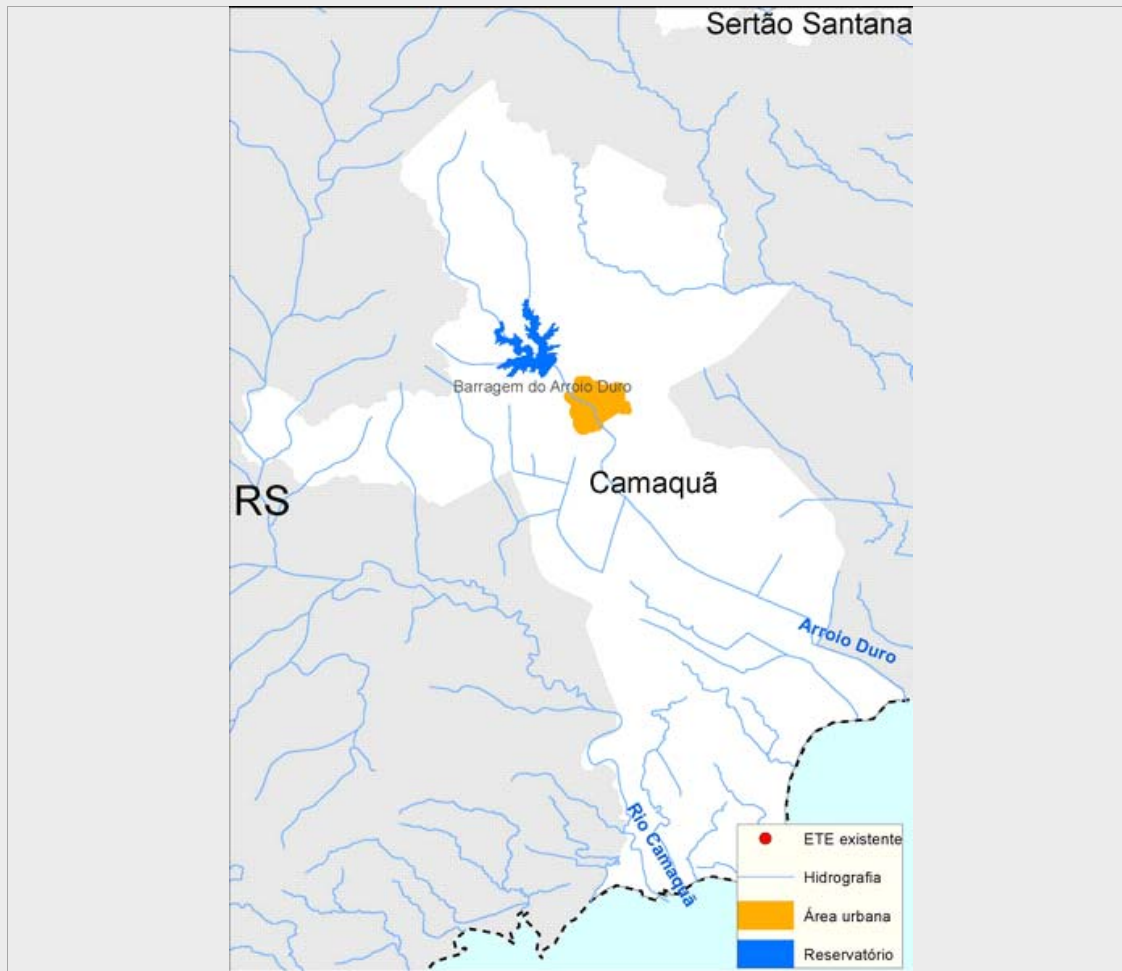 Sertão Santana
Barragem do Arroio Duro
Camaquã
RS
Arroio Duro
Rio Camaquã
ETE existente
Hidrografia
Área urbana
Reservatório